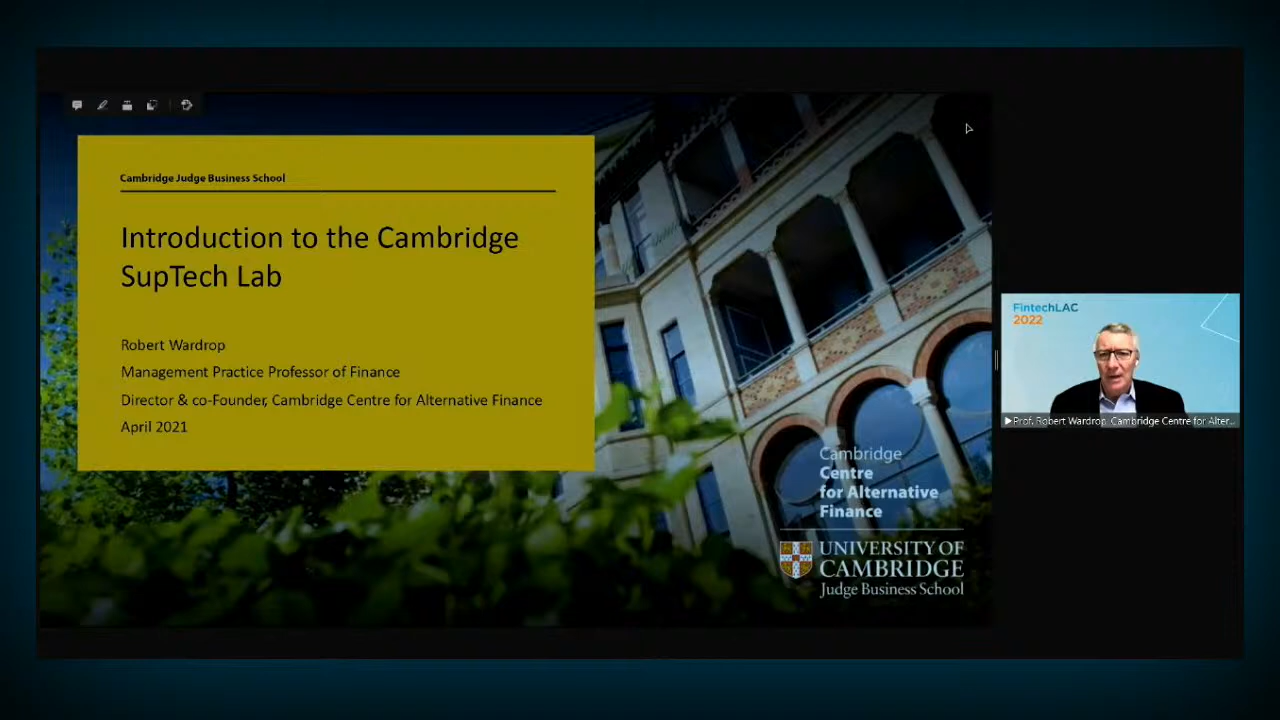 Cambridge Judge Business School
Introduction to the Cambridge
SupTech Lab
Robert Wardrop
Management Practice Professor of Finance
Director & co-Founder, Cambridge Centre for Alternative Finance
April 2021
Cambridge
Centre
for Alternative
Finance
UNIVERSITY OF
CAMBRIDGE
Judge Business School
FintechLAC
2022
Prof. Robert Wardrop, Cambridge Centre for Alter...